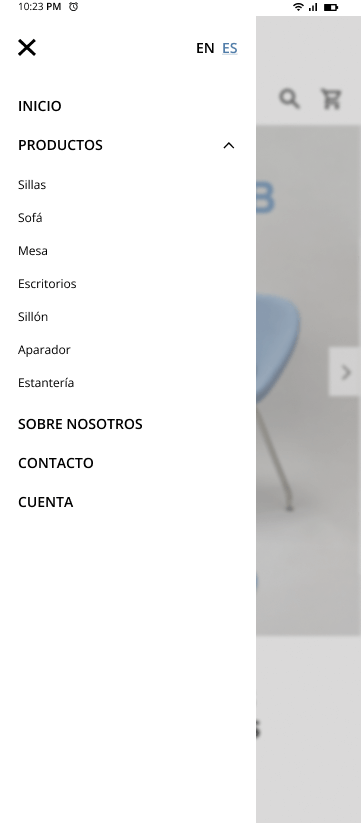 10:23 PM
EN ES
INICIO
PRODUCTOS
Sillas
Sofá
Mesa
Escritorios
Sillón
Aparador
Estantería
SOBRE NOSOTROS
CONTACTO
CUENTA